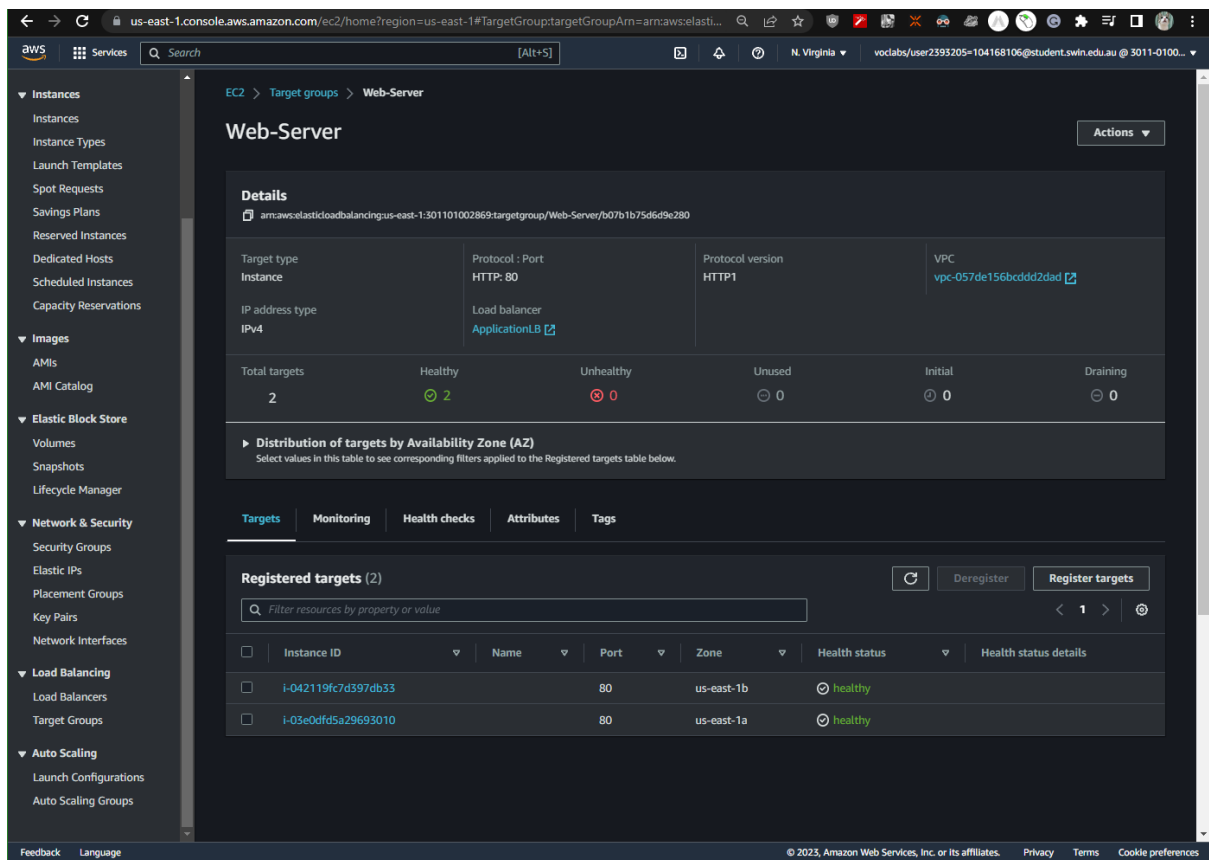 us-east-1.console.aws.amazon.com/ec2/home?region=us-east-1#TargetGroup:targetGroupArn=arn:aws:elasti...
aws Services Search [Alt+S] N. Virginia voclabs/user2393205=104168106@student.swin.edu.au @ 3011-0100...
Instances
Instances
Instance Types
Launch Templates
Spot Requests
Savings Plans
Reserved Instances
Dedicated Hosts
Scheduled Instances
Capacity Reservations
Images
AMIs
AMI Catalog
Elastic Block Store
Volumes
Snapshots
Lifecycle Manager
Network & Security
Security Groups
Elastic IPs
Placement Groups
Key Pairs
Network Interfaces
Load Balancing
Load Balancers
Target Groups
Auto Scaling
Launch Configurations
Auto Scaling Groups
EC2 > Target groups > Web-Server
Web-Server
Actions
Details
arn:aws:elasticloadbalancing:us-east-1:301101002869:targetgroup/Web-Server/b07b1b75d6d9e280
Target type
Instance
Protocol : Port
HTTP: 80
Protocol version
HTTP1
VPC
vpc-057de156bcddd2dad
IP address type
IPv4
Load balancer
ApplicationLB
Total targets
2
Healthy
2
Unhealthy
0
Unused
0
Initial
0
Draining
0
Distribution of targets by Availability Zone (AZ)
Select values in this table to see corresponding filters applied to the Registered targets table below.
Targets Monitoring Health checks Attributes Tags
Registered targets (2)
Deregister Register targets
Filter resources by property or value
1
Instance ID Name Port Zone Health status Health status details
i-042119fc7d397db33 80 us-east-1b healthy
i-03e0dfd5a29693010 80 us-east-1a healthy
Feedback Language © 2023, Amazon Web Services, Inc. or its affiliates. Privacy Terms Cookie preferences